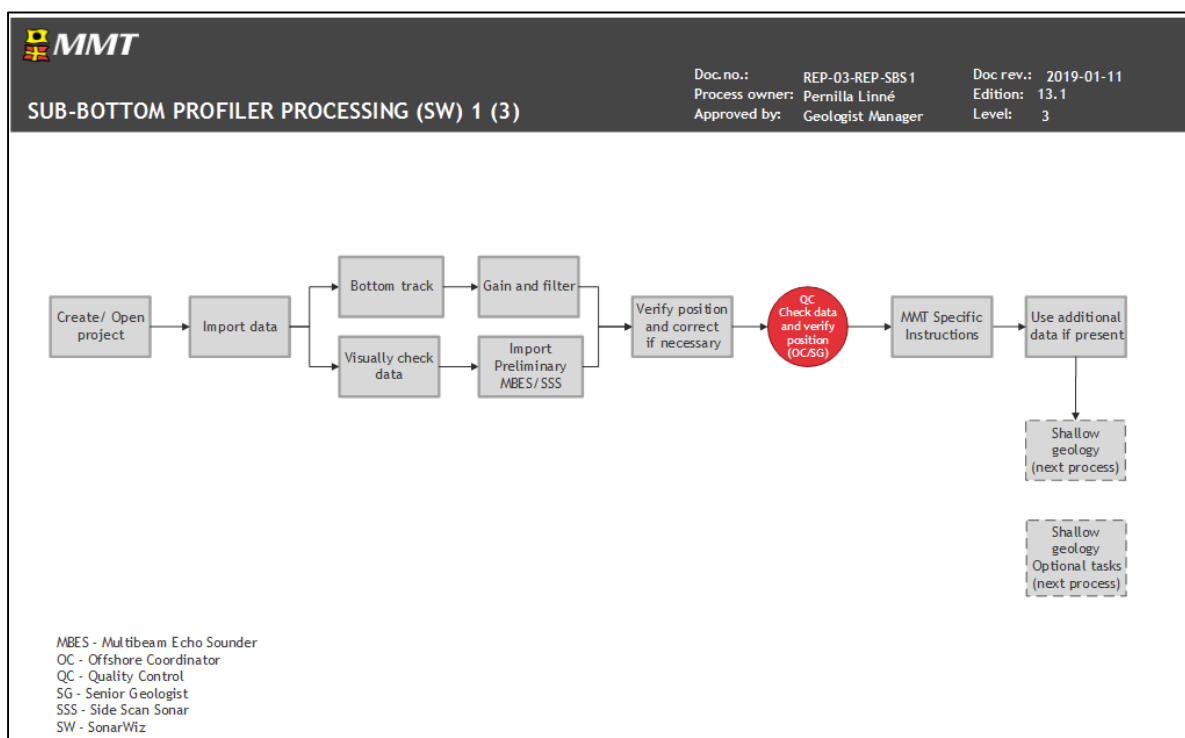 MMT
SUB-BOTTOM PROFILER PROCESSING (SW) 1 (3)
Doc.no.: REP-03-REP-SBS1
Process owner: Pernilla Linné
Approved by: Geologist Manager
Doc rev.: 2019-01-11
Edition: 13.1
Level: 3
Create/ Open
project
Import data
Bottom track
Gain and filter
Visually check
data
Import
Preliminary
MBES/SSS
Verify position
and correct
if necessary
QC
Check data
and verify
position
(OC/SG)
MMT Specific
Instructions
Use additional
data if present
Shallow
geology
(next process)
Shallow
geology
Optional tasks
(next process)
MBES - Multibeam Echo Sounder
OC - Offshore Coordinator
QC - Quality Control
SG - Senior Geologist
SSS - Side Scan Sonar
SW - SonarWiz